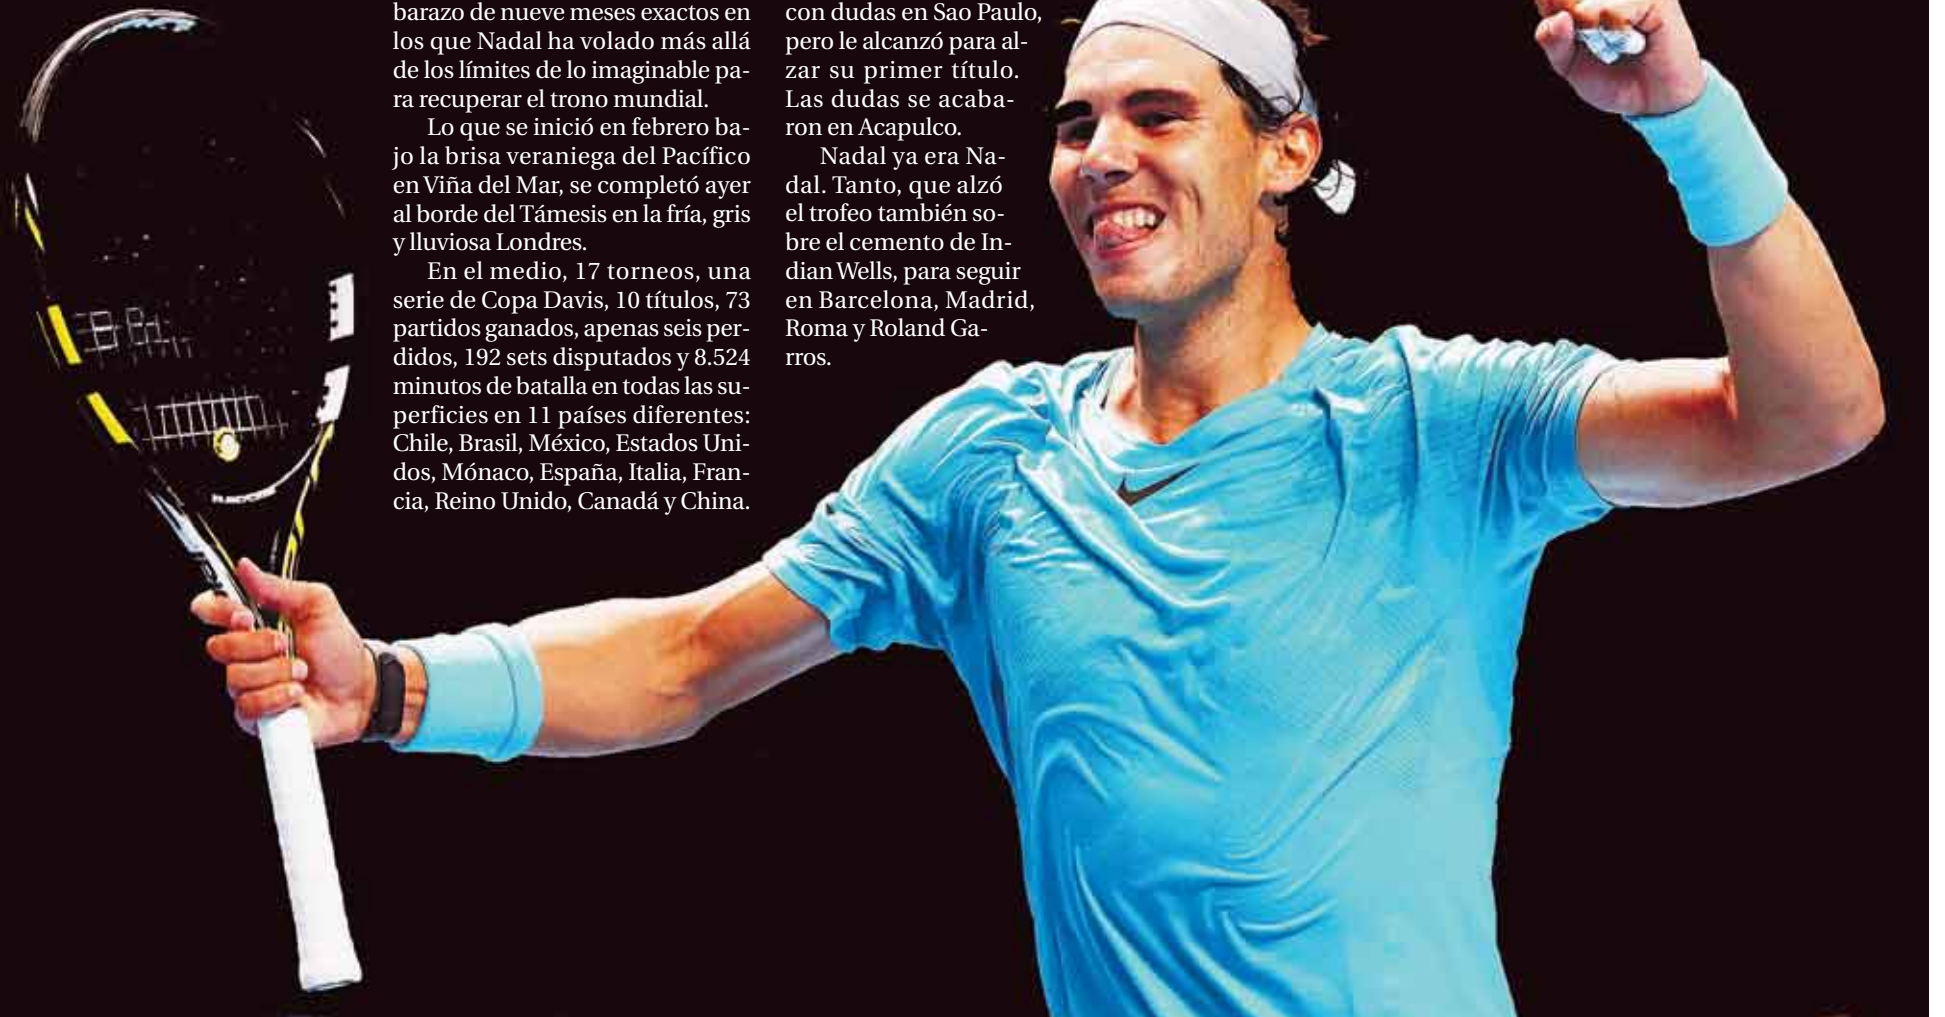 barazo de nueve meses exactos en
los que Nadal ha volado más allá
de los límites de lo imaginable pa-
ra recuperar el trono mundial.
Lo que se inició en febrero ba-
jo la brisa veraniega del Pacífico
en Viña del Mar, se completó ayer
al borde del Támesis en la fría, gris
y lluviosa Londres.
En el medio, 17 torneos, una
serie de Copa Davis, 10 títulos, 73
partidos ganados, apenas seis per-
didos, 192 sets disputados y 8.524
minutos de batalla en todas las su-
perficies en 11 países diferentes:
Chile, Brasil, México, Estados Uni-
dos, Mónaco, España, Italia, Fran-
cia, Reino Unido, Canadá y China.
con dudas en Sao Paulo,
pero le alcanzó para al-
zar su primer título.
Las dudas se acaba-
ron en Acapulco.
Nadal ya era Na-
dal. Tanto, que alzó
el trofeo también so-
bre el cemento de In-
dian Wells, para seguir
en Barcelona, Madrid,
Roma y Roland Ga-
rros.